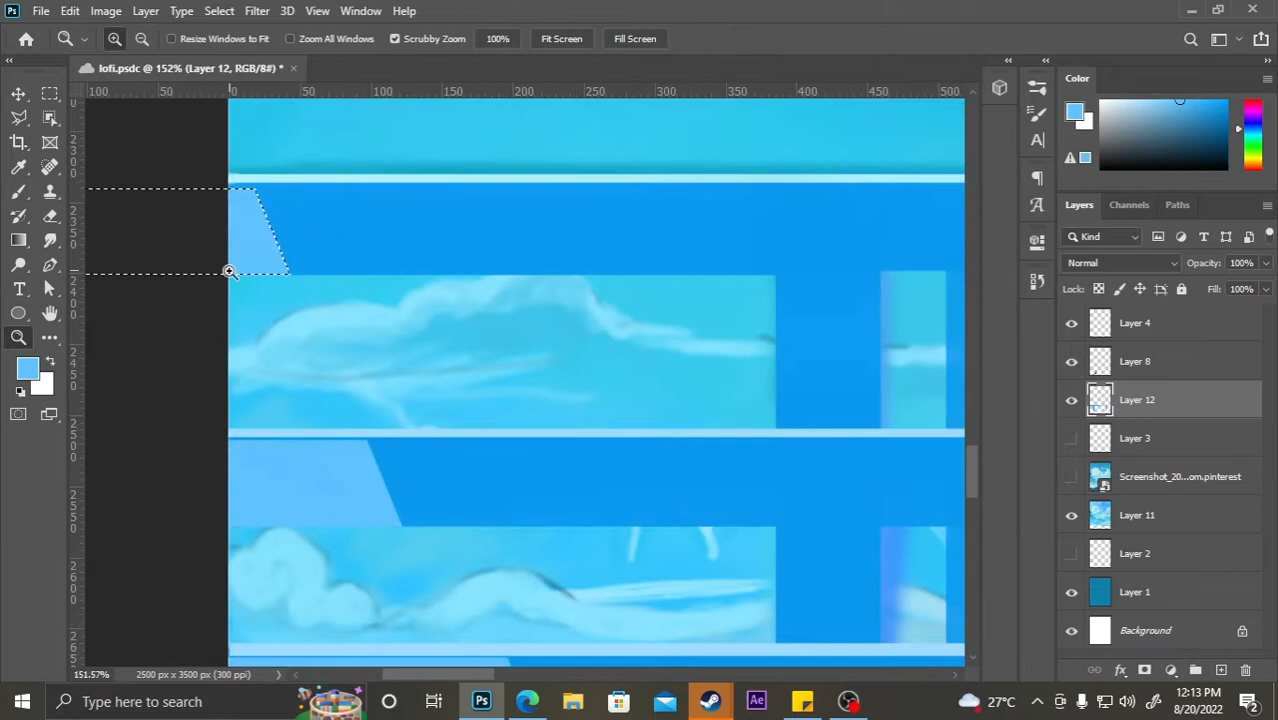 Ps File Edit Image Layer Type Select Filter 3D View Window Help
Resize Windows to Fit Zoom All Windows Scrubby Zoom 100% Fit Screen Fill Screen
lofi.psdc @ 152% (Layer 12, RGB/8#) *
100 50 0 50 100 150 200 250 300 350 400 450 500
Color
Layers Channels Paths
Kind
Normal Opacity: 100%
Lock: Fill: 100%
Layer 4
Layer 8
Layer 12
Layer 3
Screenshot_20...om.pinterest
Layer 11
Layer 2
Layer 1
Background
151.57% 2500 px x 3500 px (300 ppi)
Type here to search
Ps
Ae
27°C
12:13 PM
8/20/2022
2